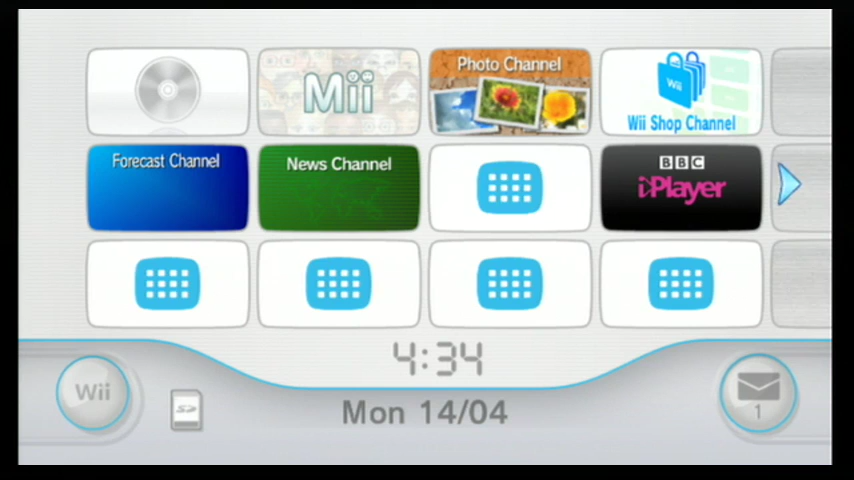 Mii
Photo Channel
Wii
Wii Shop Channel
Forecast Channel
News Channel
BBC
iPlayer
4:34
Wii
SD
Mon 14/04
1